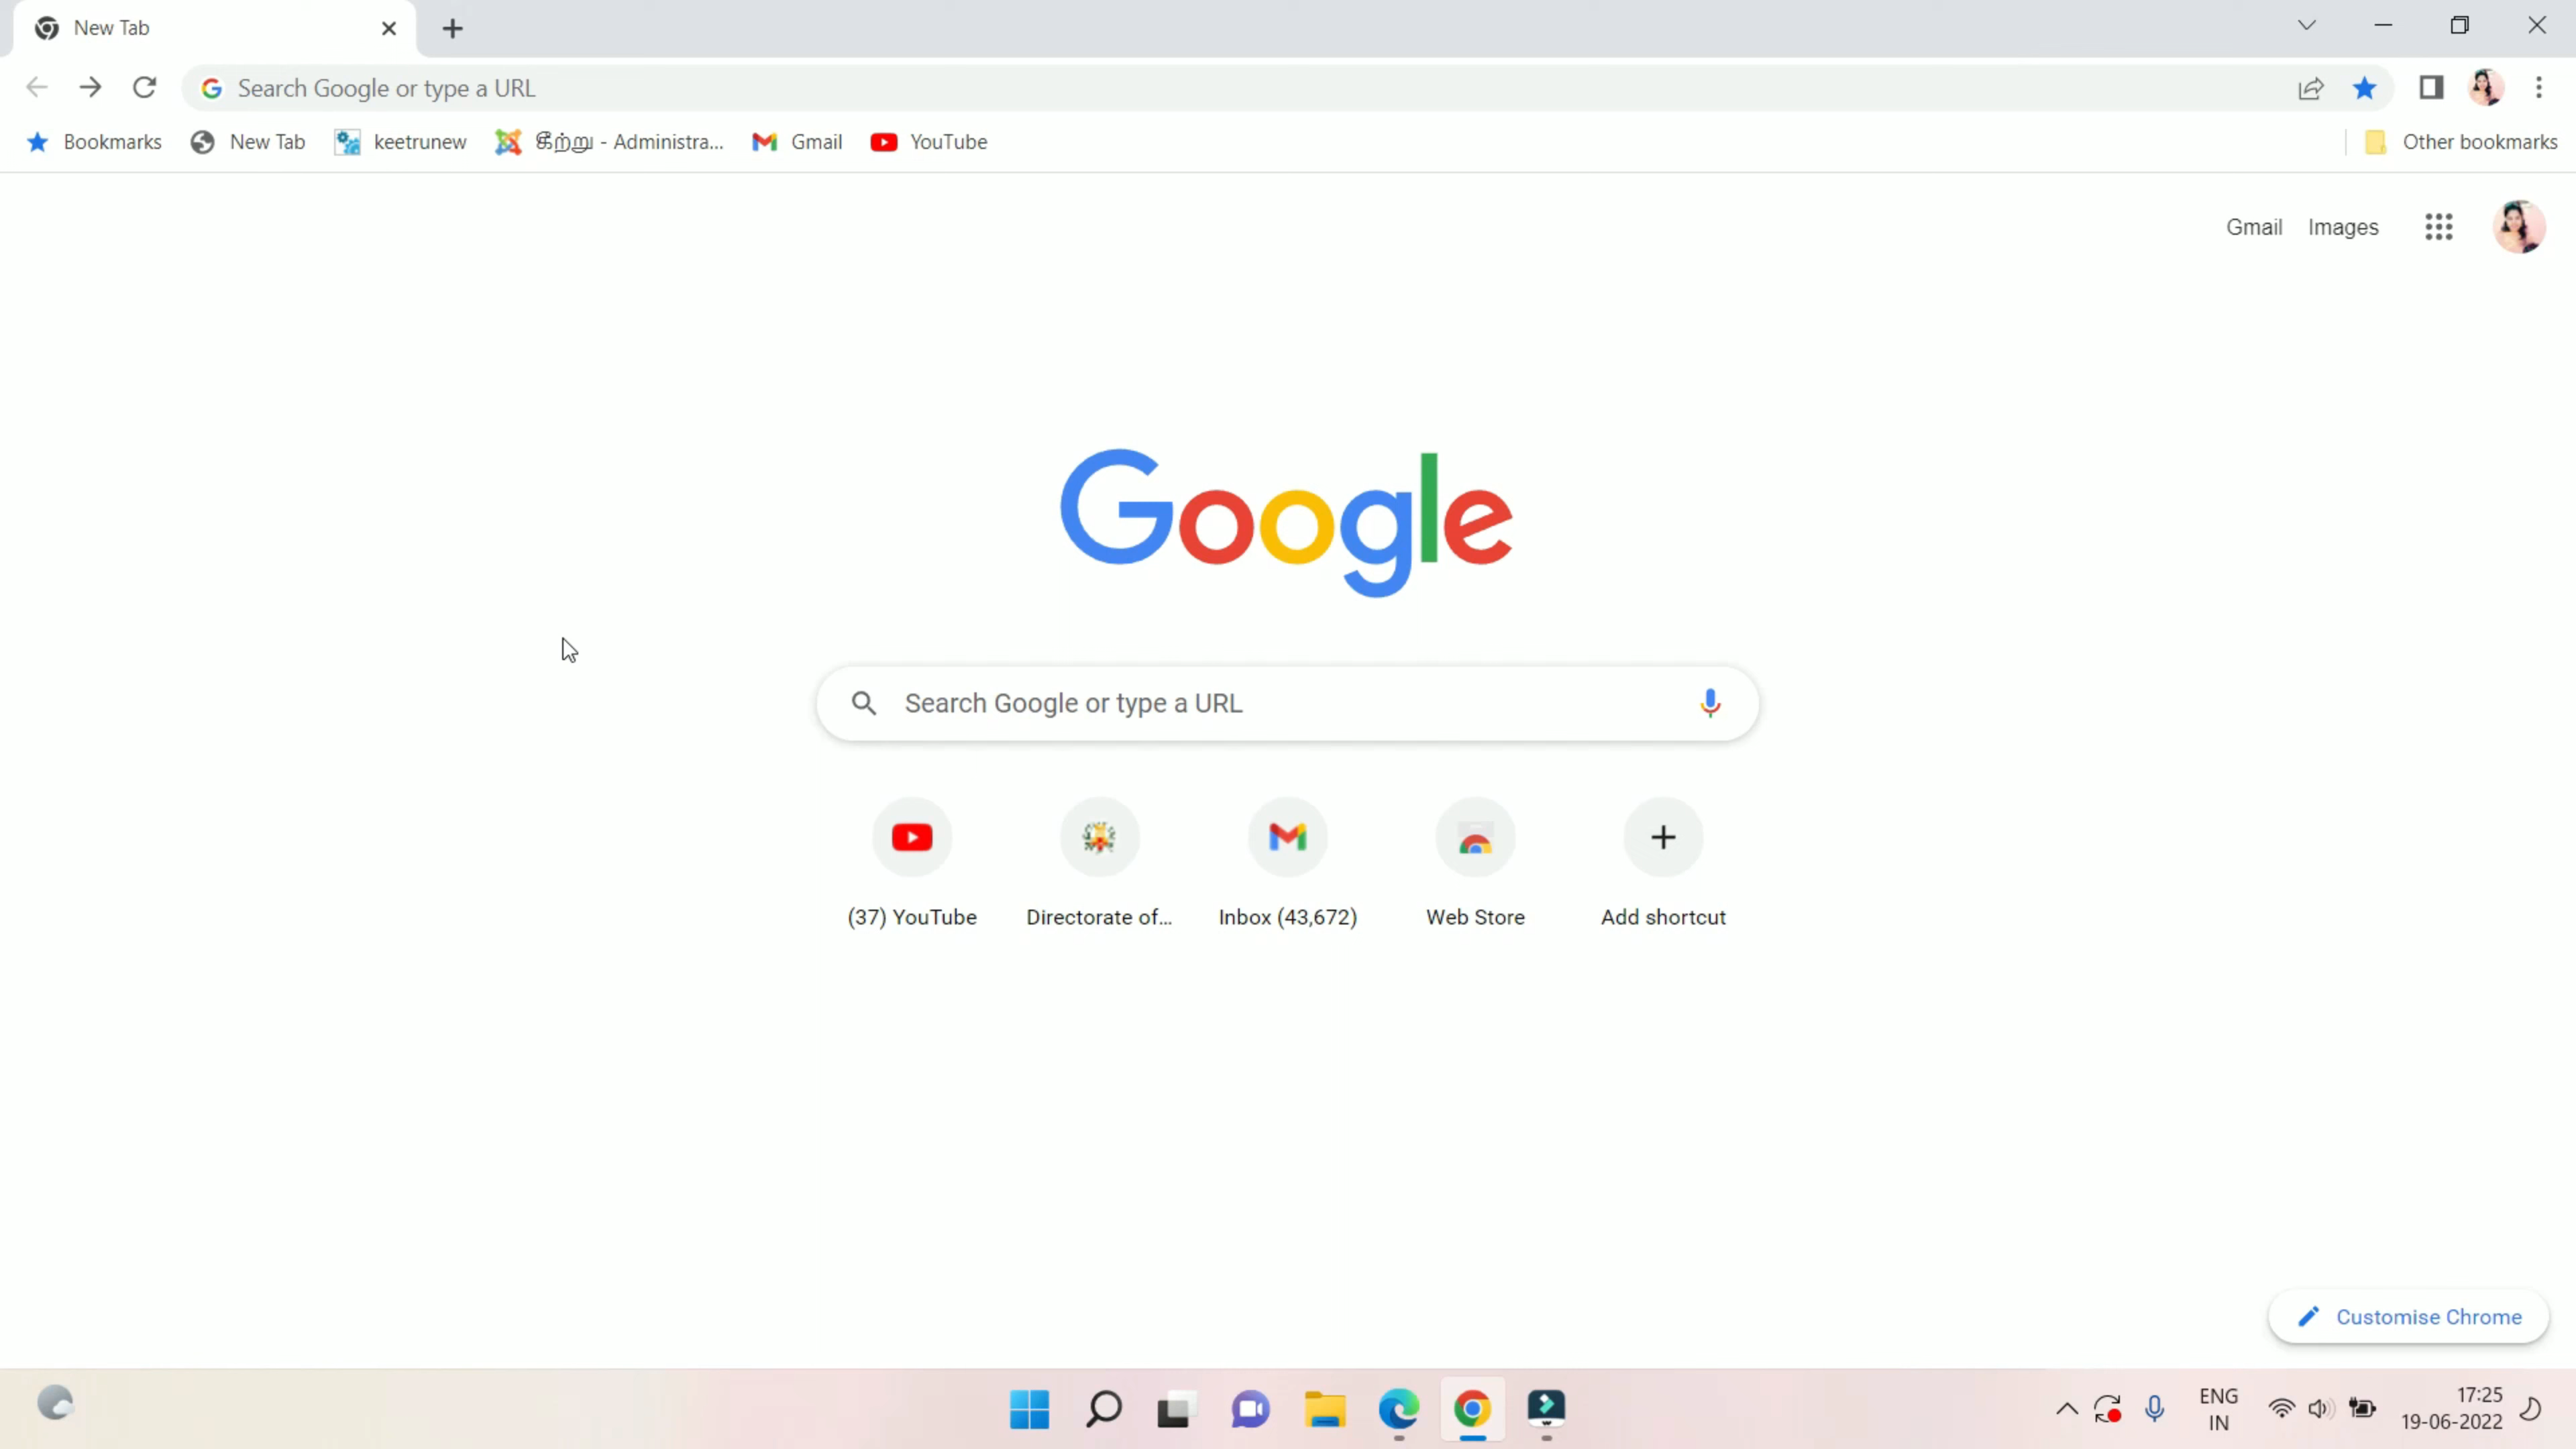 New Tab
Search Google or type a URL
Bookmarks New Tab keetrunew கீற்று - Administra... Gmail YouTube Other bookmarks
Gmail Images
Google
Search Google or type a URL
(37) YouTube Directorate of... Inbox (43,672) Web Store Add shortcut
Customise Chrome
ENG
IN
17:25
19-06-2022